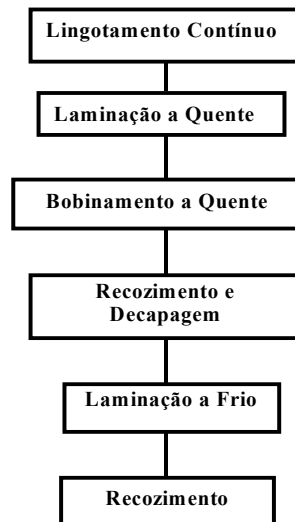 Lingotamento Contínuo
Laminação a Quente
Bobinamento a Quente
Recozimento e
Decapagem
Laminação a Frio
Recozimento